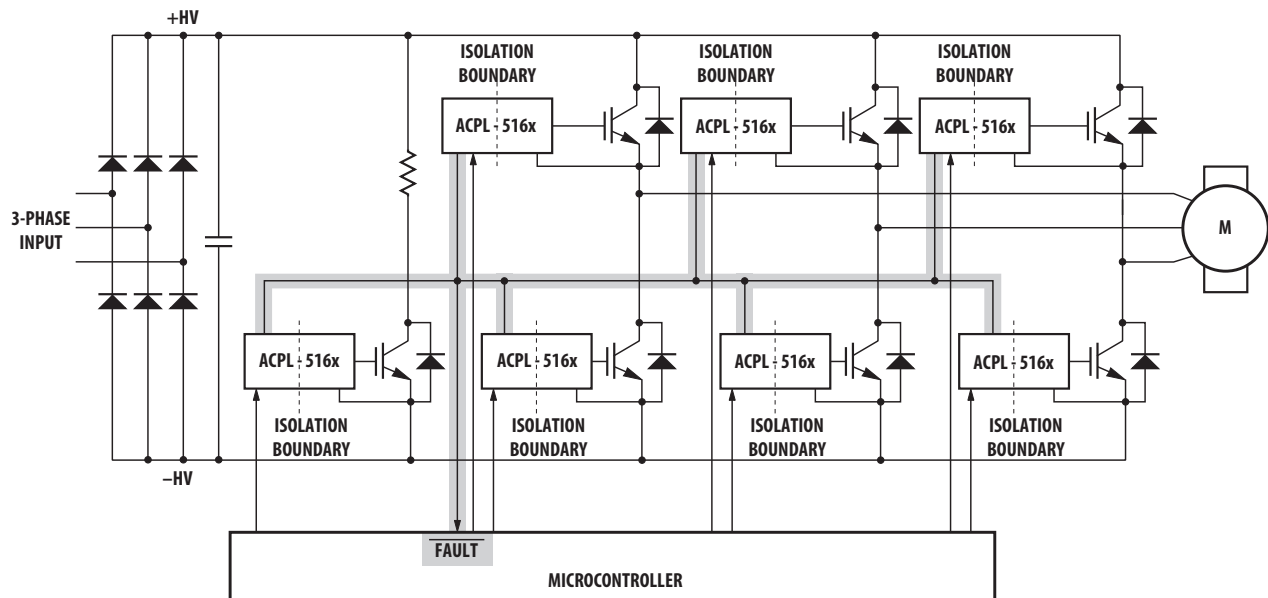 +HV
ISOLATION
BOUNDARY
ISOLATION
BOUNDARY
ISOLATION
BOUNDARY
ACPL - 516x
ACPL - 516x
ACPL - 516x
3-PHASE
INPUT
M
ACPL - 516x
ACPL - 516x
ACPL - 516x
ACPL - 516x
ISOLATION
BOUNDARY
ISOLATION
BOUNDARY
ISOLATION
BOUNDARY
ISOLATION
BOUNDARY
–HV
FAULT
MICROCONTROLLER